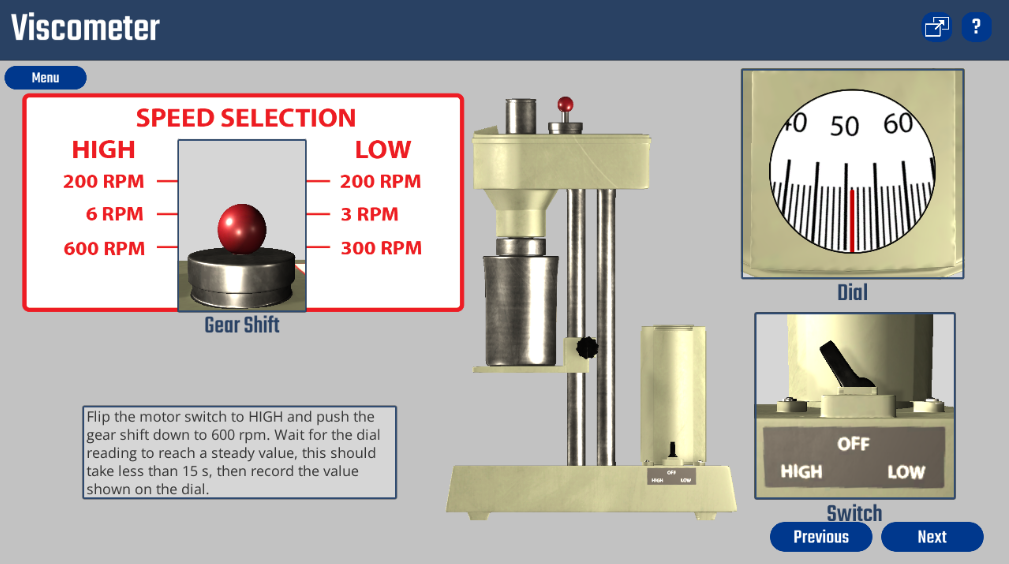 Viscometer
?
Menu
SPEED SELECTION
HIGH
LOW
200 RPM
200 RPM
6 RPM
3 RPM
600 RPM
300 RPM
Gear Shift
50
60
Dial
Flip the motor switch to HIGH and push the
gear shift down to 600 rpm. Wait for the dial
reading to reach a steady value, this should
take less than 15 s, then record the value
shown on the dial.
OFF
HIGH LOW
OFF
HIGH LOW
Switch
Previous
Next